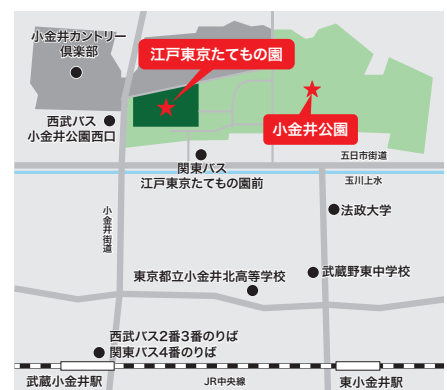 小金井カントリー
倶楽部
江戸東京たてもの園
西武バス
小金井公園西口
小金井公園
関東バス
江戸東京たてもの園前
五日市街道
玉川上水
小金井街道
法政大学
武蔵野東中学校
東京都立小金井北高等学校
西武バス2番3番のりば
関東バス4番のりば
武蔵小金井駅
JR中央線
東小金井駅